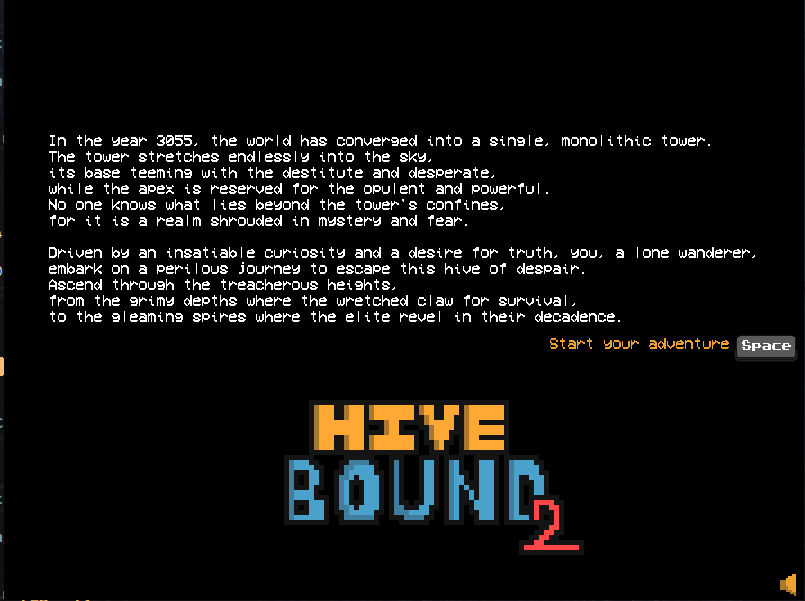 In the year 3055, the world has converged into a single, monolithic tower.
The tower stretches endlessly into the sky,
its base teeming with the destitute and desperate,
while the apex is reserved for the opulent and powerful.
No one knows what lies beyond the tower's confines,
for it is a realm shrouded in mystery and fear.
Driven by an insatiable curiosity and a desire for truth, you, a lone wanderer,
embark on a perilous journey to escape this hive of despair.
Ascend through the treacherous heights,
from the grimy depths where the wretched claw for survival,
to the gleaming spires where the elite revel in their decadence.
Start your adventure Space
HIVE
BOUND
2